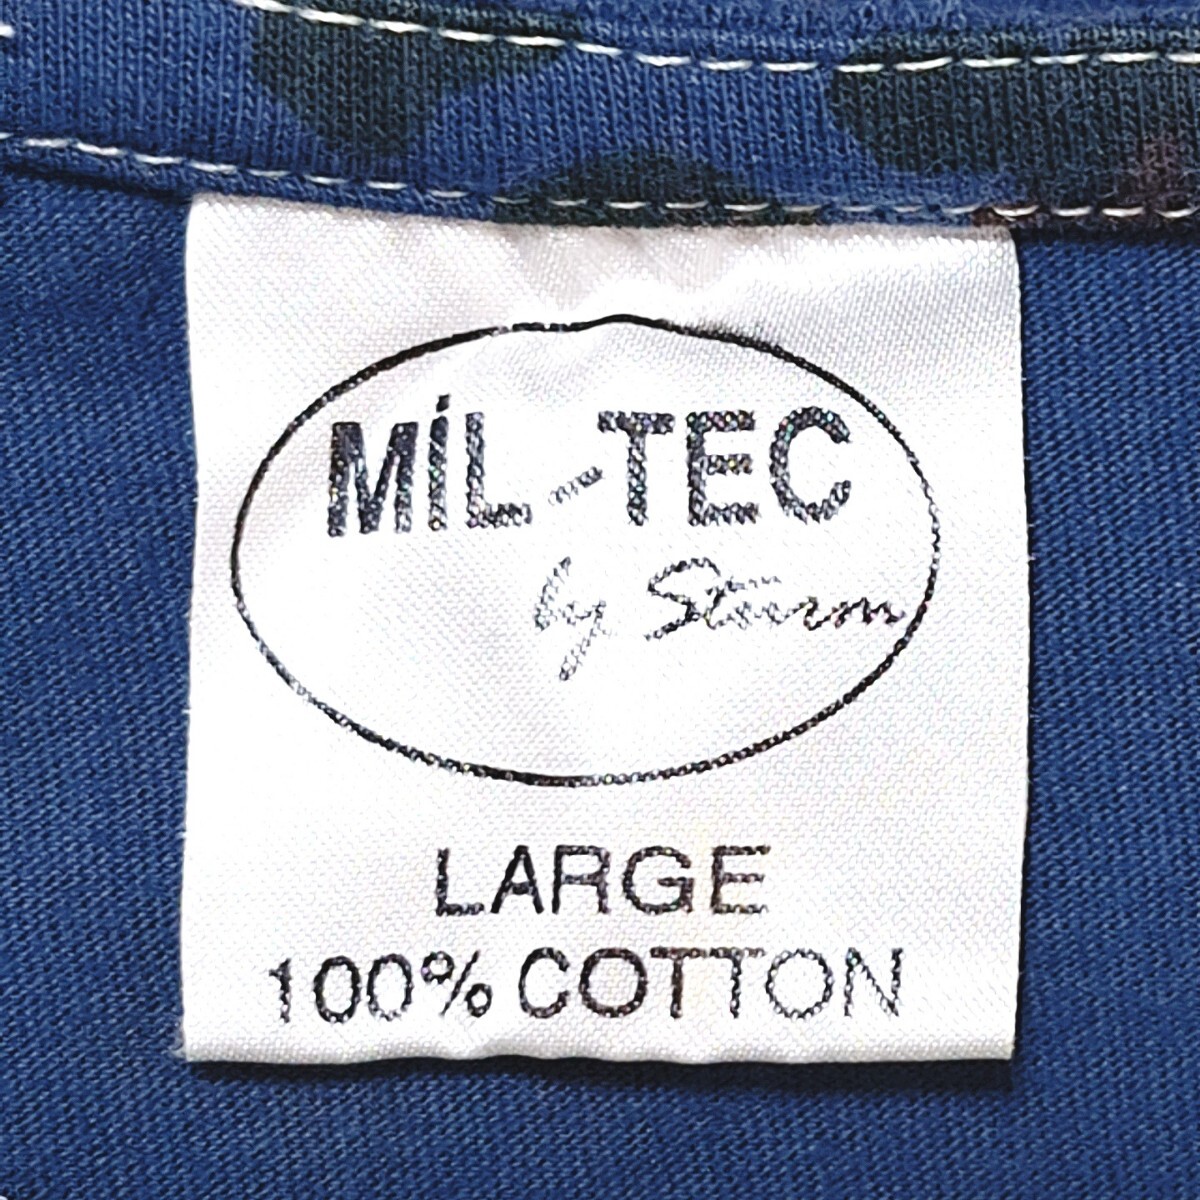 MİL-TEC
by Sturm
LARGE
100% COTTON